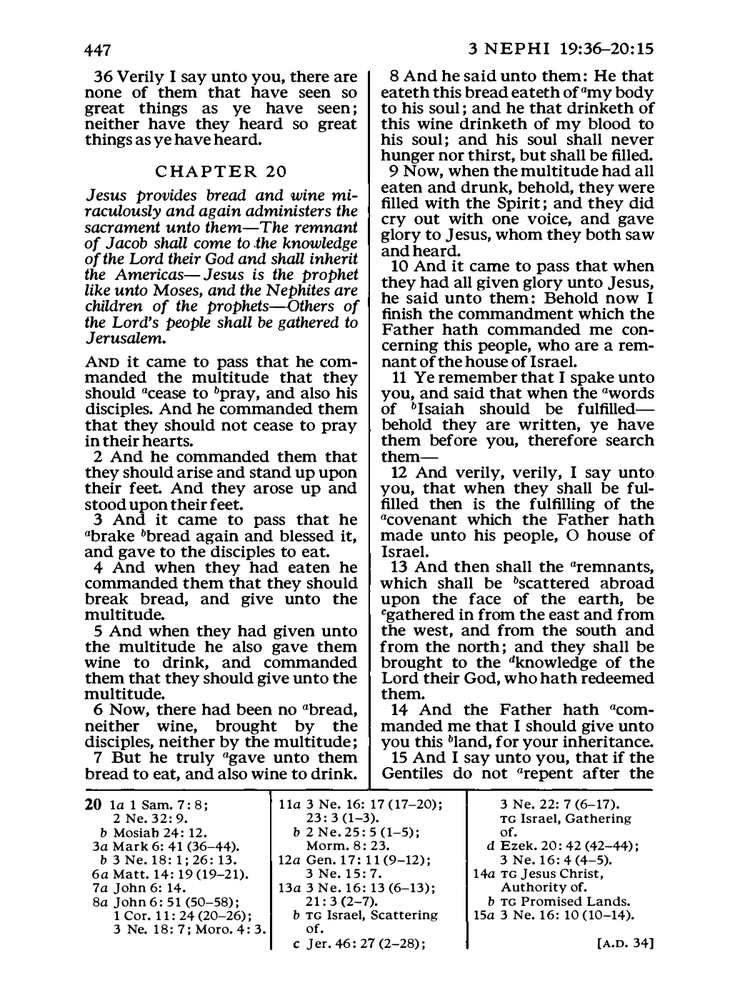 447
3 NEPHI 19:36–20:15
36 Verily I say unto you, there are
none of them that have seen so
great things as ye have seen;
neither have they heard so great
things as ye have heard.
CHAPTER 20
Jesus provides bread and wine mi-
raculously and again administers the
sacrament unto them—The remnant
of Jacob shall come to the knowledge
of the Lord their God and shall inherit
the Americas—Jesus is the prophet
like unto Moses, and the Nephites are
children of the prophets—Others of
the Lord's people shall be gathered to
Jerusalem.
AND it came to pass that he com-
manded the multitude that they
should acease to bpray, and also his
disciples. And he commanded them
that they should not cease to pray
in their hearts.
2 And he commanded them that
they should arise and stand up upon
their feet. And they arose up and
stood upon their feet.
3 And it came to pass that he
abrake bbread again and blessed it,
and gave to the disciples to eat.
4 And when they had eaten he
commanded them that they should
break bread, and give unto the
multitude.
5 And when they had given unto
the multitude he also gave them
wine to drink, and commanded
them that they should give unto the
multitude.
6 Now, there had been no abread,
neither wine, brought by the
disciples, neither by the multitude;
7 But he truly agave unto them
bread to eat, and also wine to drink.
8 And he said unto them: He that
eateth this bread eateth of amy body
to his soul; and he that drinketh of
this wine drinketh of my blood to
his soul; and his soul shall never
hunger nor thirst, but shall be filled.
9 Now, when the multitude had all
eaten and drunk, behold, they were
filled with the Spirit; and they did
cry out with one voice, and gave
glory to Jesus, whom they both saw
and heard.
10 And it came to pass that when
they had all given glory unto Jesus,
he said unto them: Behold now I
finish the commandment which the
Father hath commanded me con-
cerning this people, who are a rem-
nant of the house of Israel.
11 Ye remember that I spake unto
you, and said that when the awords
of bIsaiah should be fulfilled—
behold they are written, ye have
them before you, therefore search
them—
12 And verily, verily, I say unto
you, that when they shall be ful-
filled then is the fulfilling of the
acovenant which the Father hath
made unto his people, O house of
Israel.
13 And then shall the aremnants,
which shall be bscattered abroad
upon the face of the earth, be
cgathered in from the east and from
the west, and from the south and
from the north; and they shall be
brought to the dknowledge of the
Lord their God, who hath redeemed
them.
14 And the Father hath acom-
manded me that I should give unto
you this bland, for your inheritance.
15 And I say unto you, that if the
Gentiles do not arepent after the
20 1a 1 Sam. 7: 8;
2 Ne. 32: 9.
b Mosiah 24: 12.
3a Mark 6: 41 (36–44).
b 3 Ne. 18: 1; 26: 13.
6a Matt. 14: 19 (19–21).
7a John 6: 14.
8a John 6: 51 (50–58);
1 Cor. 11: 24 (20–26);
3 Ne. 18: 7; Moro. 4: 3.
11a 3 Ne. 16: 17 (17–20);
23: 3 (1–3).
b 2 Ne. 25: 5 (1–5);
Morm. 8: 23.
12a Gen. 17: 11 (9–12);
3 Ne. 15: 7.
13a 3 Ne. 16: 13 (6–13);
21: 3 (2–7).
b TG Israel, Scattering
of.
c Jer. 46: 27 (2–28);
3 Ne. 22: 7 (6–17).
TG Israel, Gathering
of.
d Ezek. 20: 42 (42–44);
3 Ne. 16: 4 (4–5).
14a TG Jesus Christ,
Authority of.
b TG Promised Lands.
15a 3 Ne. 16: 10 (10–14).
[A.D. 34]